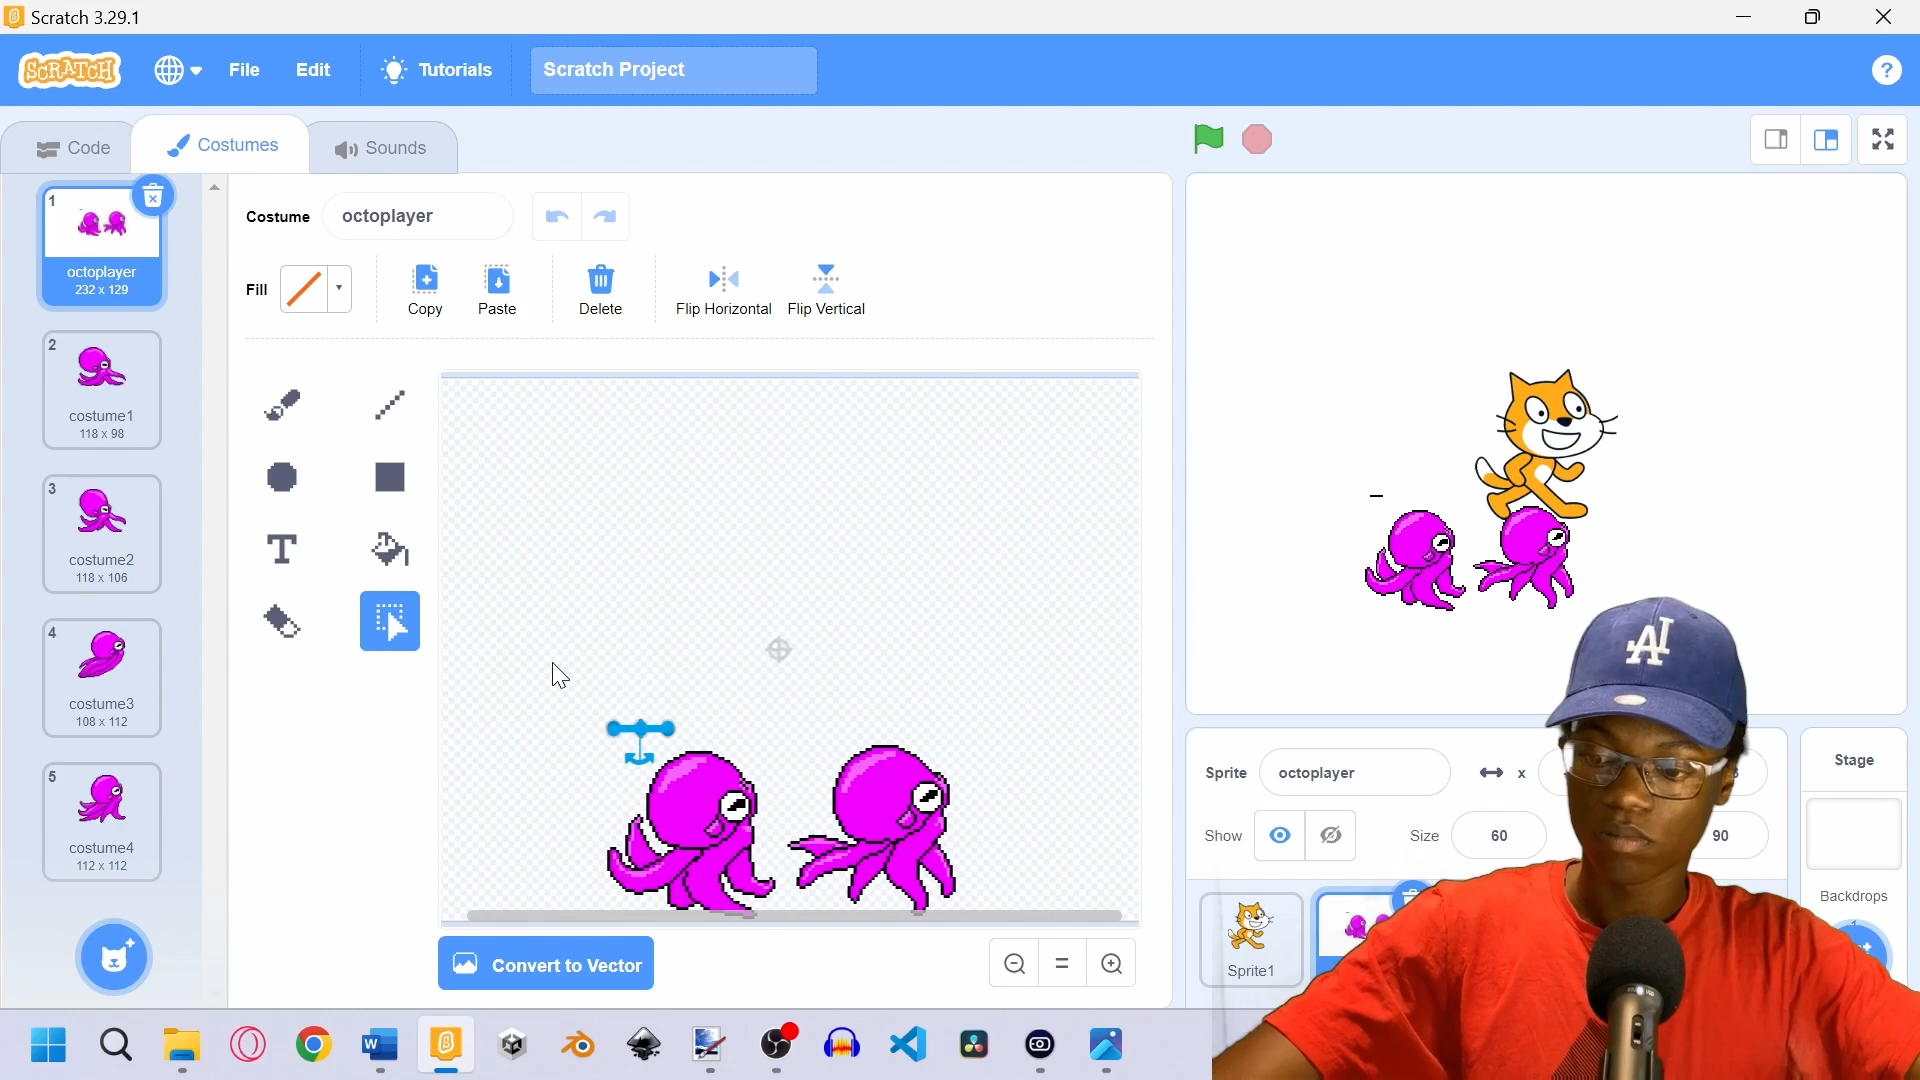 Scratch 3.29.1
SCRATCH
File
Edit
Tutorials
Scratch Project
?
Code
Costumes
Sounds
1
octoplayer
232 x 129
2
costume1
118 x 98
3
costume2
118 x 106
4
costume3
108 x 112
5
costume4
112 x 112
Costume
octoplayer
Fill
Copy
Paste
Delete
Flip Horizontal
Flip Vertical
T
Convert to Vector
Sprite
octoplayer
x
Show
Size
60
90
Sprite1
Stage
Backdrops
LA
W